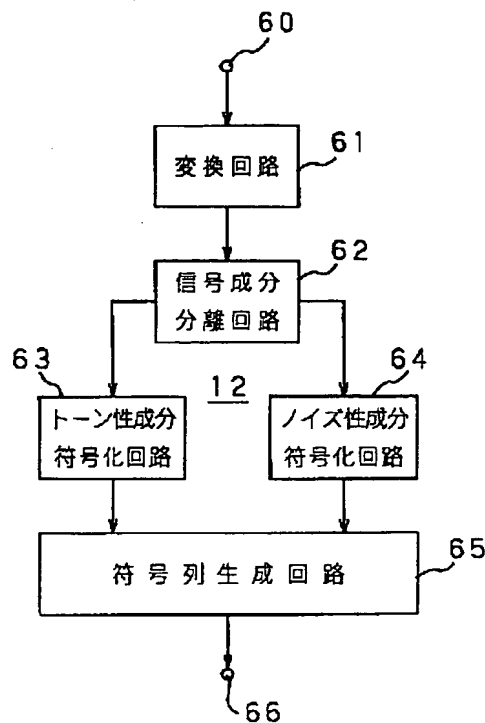 60
変換回路
61
信号成分
分離回路
62
63
トーン性成分
符号化回路
12
64
ノイズ性成分
符号化回路
符号列生成回路
65
66